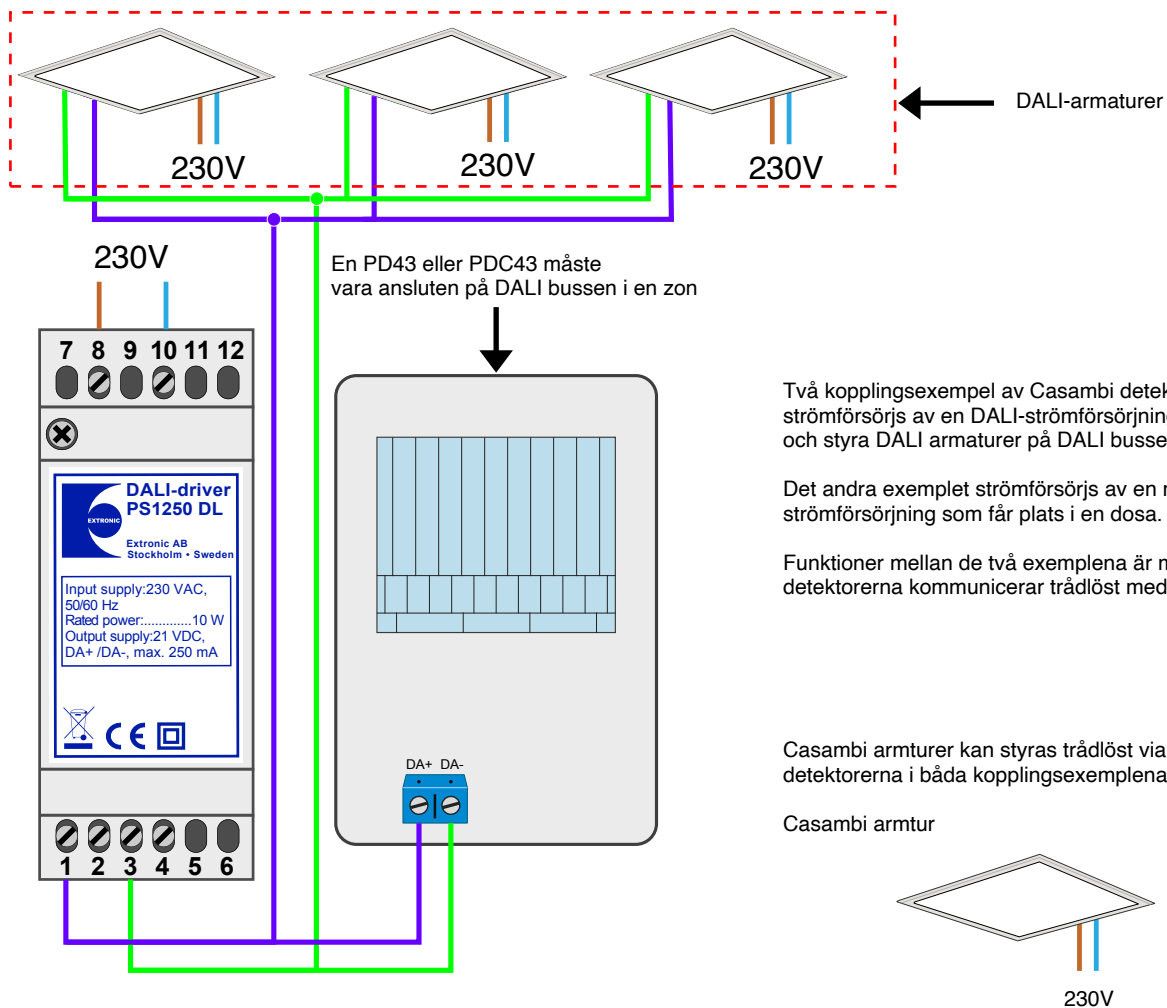 DALI-armaturer
230V
230V
230V
230V
En PD43 eller PDC43 måste
vara ansluten på DALI bussen i en zon
7 8 9 10 11 12
DALI-driver
PS1250 DL
EXTRONIC
Extronic AB
Stockholm • Sweden
Input supply:230 VAC,
50/60 Hz
Rated power:.............10 W
Output supply:21 VDC,
DA+ /DA-, max. 250 mA
CE
1 2 3 4 5 6
DA+ DA-
Två kopplingsexempel av Casambi
strömförsörjs av en
och styra DALI armaturer på DALI
Det andra exemplet strömförsörjs av en
strömförsörjning som får plats i en dosa.
Funktioner mellan de två exemplena är
detektorerna kommunicerar trådlöst med
Casambi armturer kan styras trådlöst via
detektorerna i båda kopplingsexemplena
Casambi armtur
230V